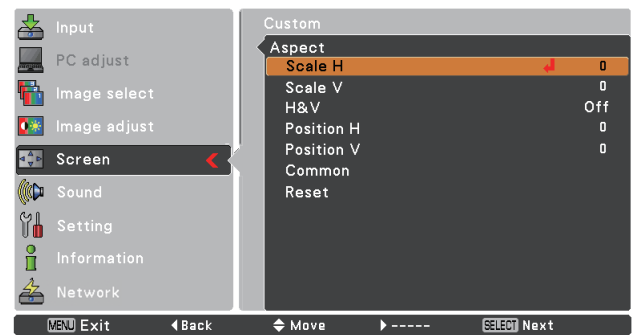 Input
PC adjust
Image select
Image adjust
Screen
Sound
Setting
Information
Network
Custom
Aspect
Scale H 0
Scale V 0
H&V Off
Position H 0
Position V 0
Common
Reset
MENU Exit Back Move ----- SELECT Next